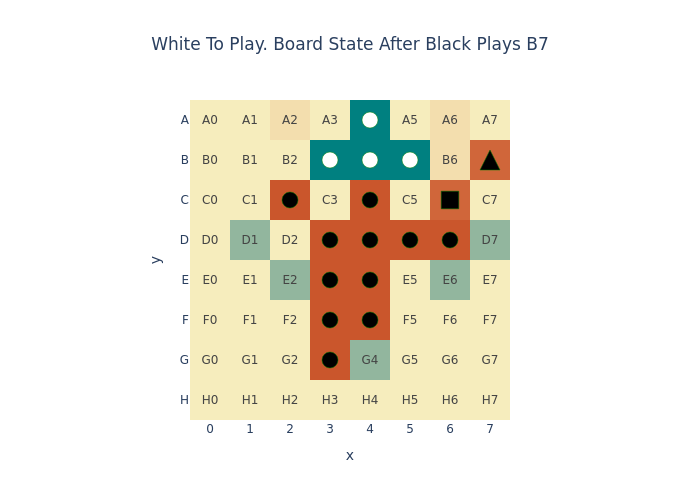 White To Play. Board State After Black Plays B7
A A0 A1 A2 A3 A5 A6 A7
B B0 B1 B2 B6
C C0 C1 C3 C5 C7
D D0 D1 D2 D7
E E0 E1 E2 E5 E6 E7
F F0 F1 F2 F5 F6 F7
G G0 G1 G2 G4 G5 G6 G7
H H0 H1 H2 H3 H4 H5 H6 H7
0 1 2 3 4 5 6 7
x
y